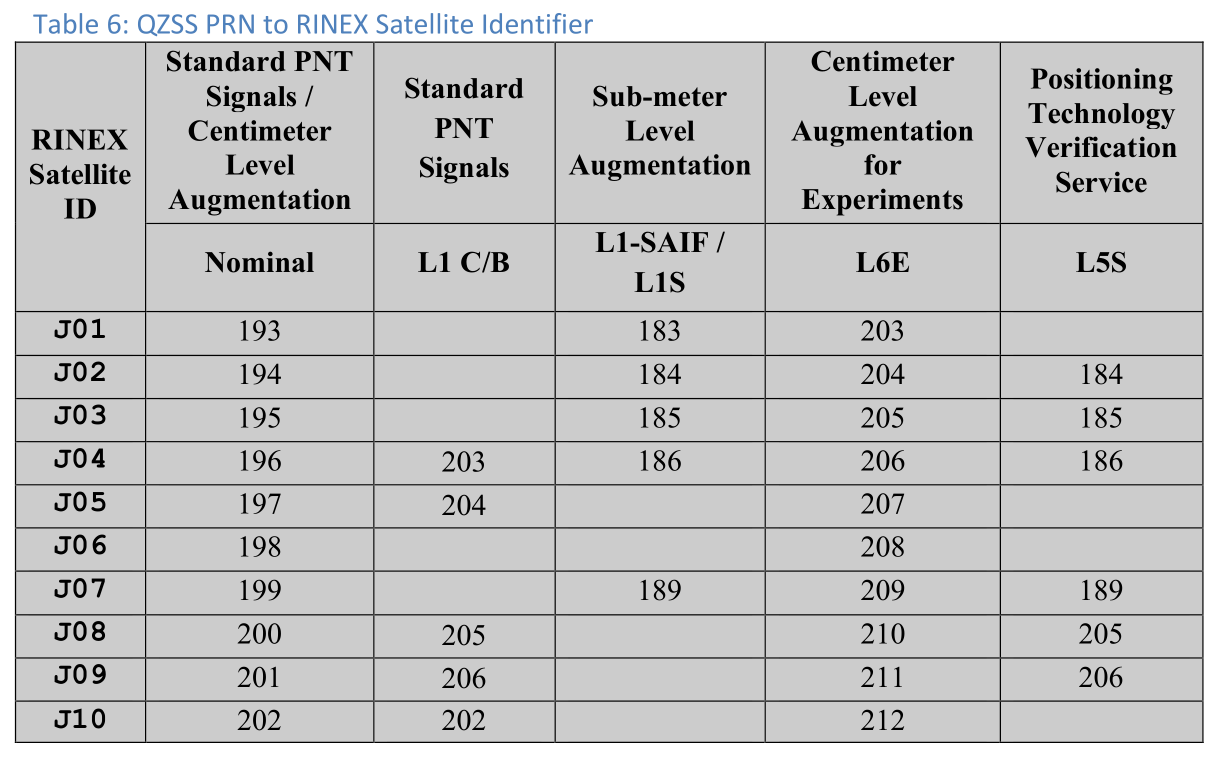 Table 6: QZSS PRN to RINEX Satellite Identifier
RINEX
Satellite
ID
Standard PNT
Signals /
Centimeter
Level
Augmentation
Standard
PNT
Signals
Sub-meter
Level
Augmentation
Centimeter
Level
Augmentation
for
Experiments
Positioning
Technology
Verification
Service
Nominal
L1 C/B
L1-SAIF /
L1S
L6E
L5S
J01 193 183 203
J02 194 184 204 184
J03 195 185 205 185
J04 196 203 186 206 186
J05 197 204 207
J06 198 208
J07 199 189 209 189
J08 200 205 210 205
J09 201 206 211 206
J10 202 202 212